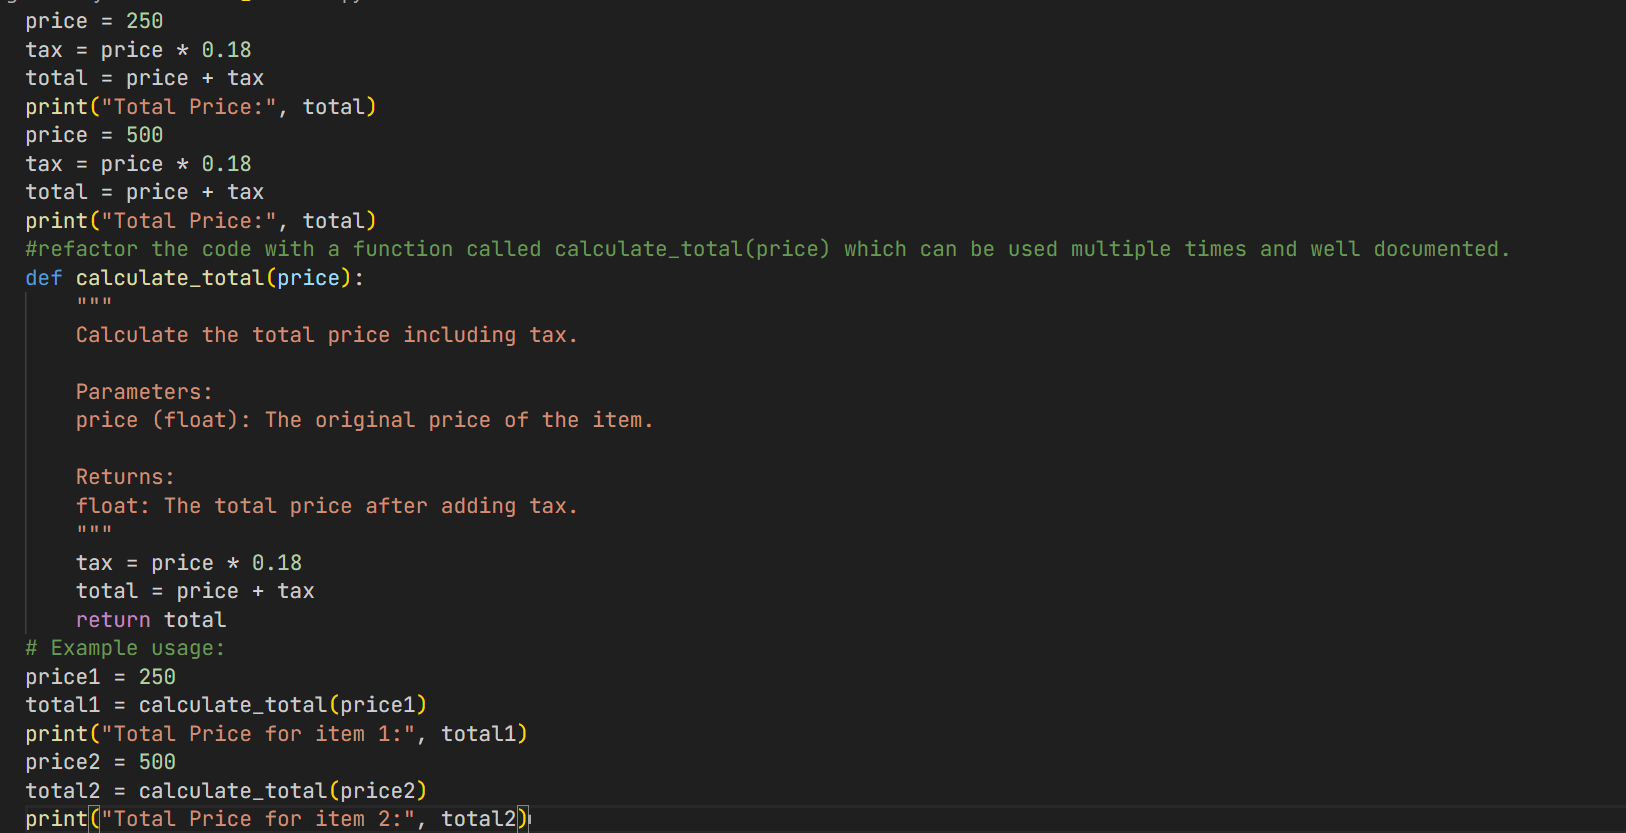 price = 250
tax = price * 0.18
total = price + tax
print("Total Price:", total)
price = 500
tax = price * 0.18
total = price + tax
print("Total Price:", total)
#refactor the code with a function called calculate_total(price) which can be used multiple times and well documented.
def calculate_total(price):
    """
    Calculate the total price including tax.

    Parameters:
    price (float): The original price of the item.

    Returns:
    float: The total price after adding tax.
    """
    tax = price * 0.18
    total = price + tax
    return total
# Example usage:
price1 = 250
total1 = calculate_total(price1)
print("Total Price for item 1:", total1)
price2 = 500
total2 = calculate_total(price2)
print("Total Price for item 2:", total2)